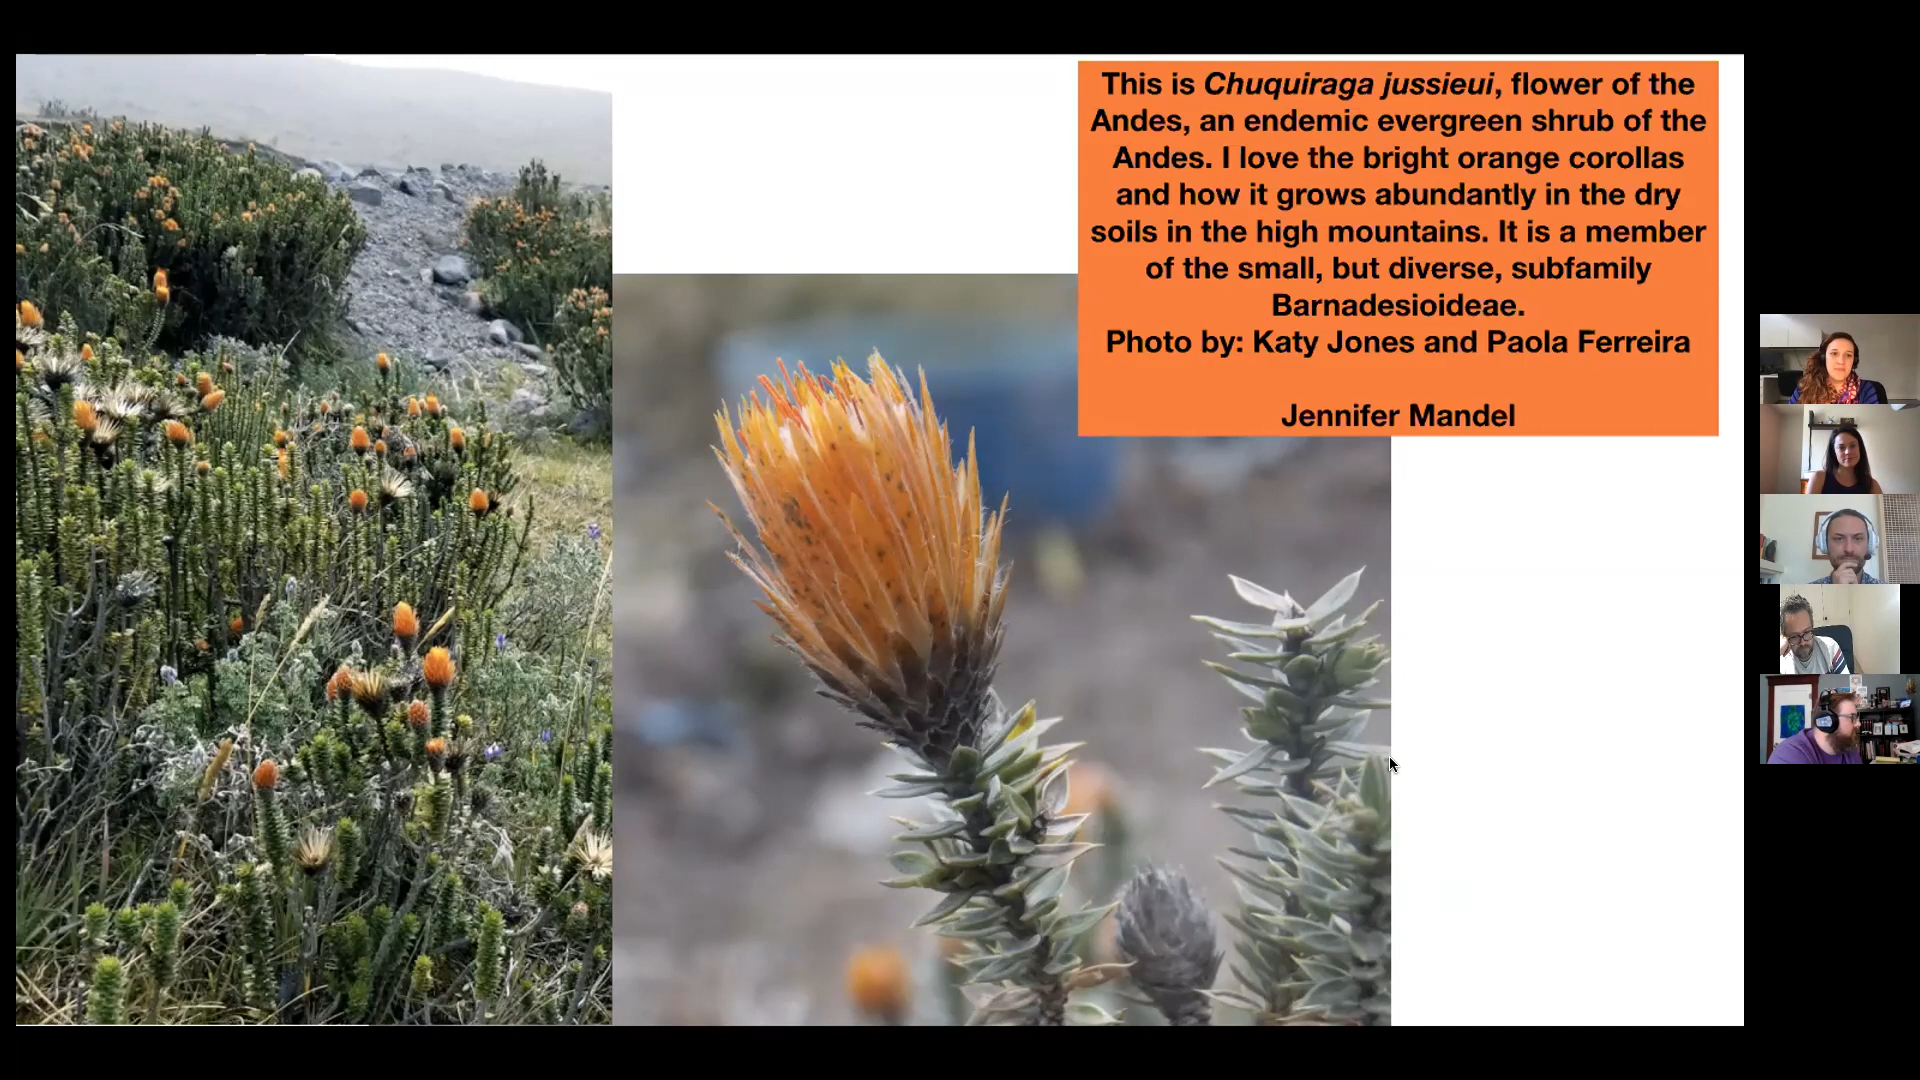 This is Chuquiraga jussieui, flower of the
Andes, an endemic evergreen shrub of the
Andes. I love the bright orange corollas
and how it grows abundantly in the dry
soils in the high mountains. It is a member
of the small, but diverse, subfamily
Barnadesioideae.
Photo by: Katy Jones and Paola Ferreira
Jennifer Mandel